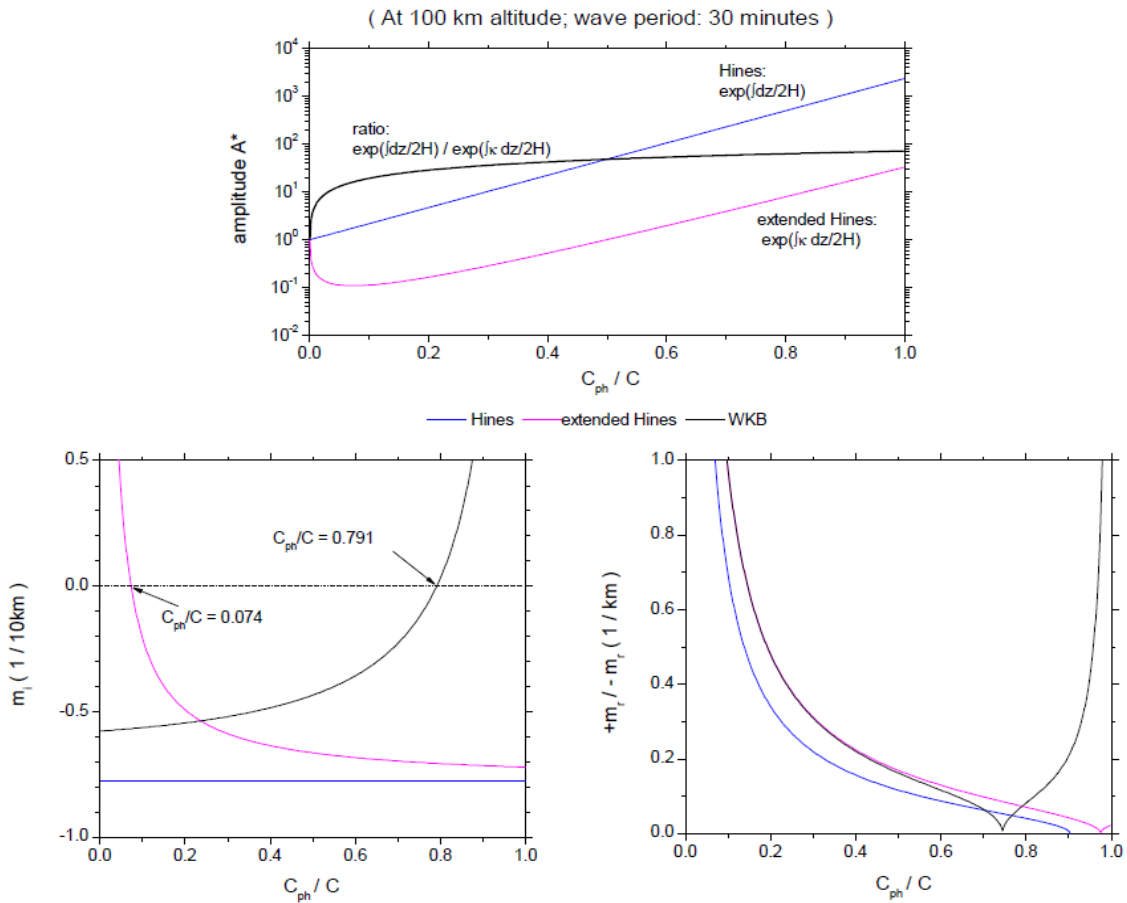 ( At 100 km altitude; wave period: 30 minutes )
10^4
10^3
10^2
10^1
10^0
10^-1
10^-2
amplitude A*
Hines:
exp(∫dz/2H)
ratio:
exp(∫dz/2H) / exp(∫κ dz/2H)
extended Hines:
exp(∫κ dz/2H)
0.0 0.2 0.4 0.6 0.8 1.0
C_ph / C
Hines extended Hines WKB
0.5
0.0
-0.5
-1.0
m_i ( 1 / 10km )
C_ph/C = 0.791
C_ph/C = 0.074
0.0 0.2 0.4 0.6 0.8 1.0
C_ph / C
1.0
0.8
0.6
0.4
0.2
0.0
+m_r / - m_r ( 1 / km )
0.0 0.2 0.4 0.6 0.8 1.0
C_ph / C